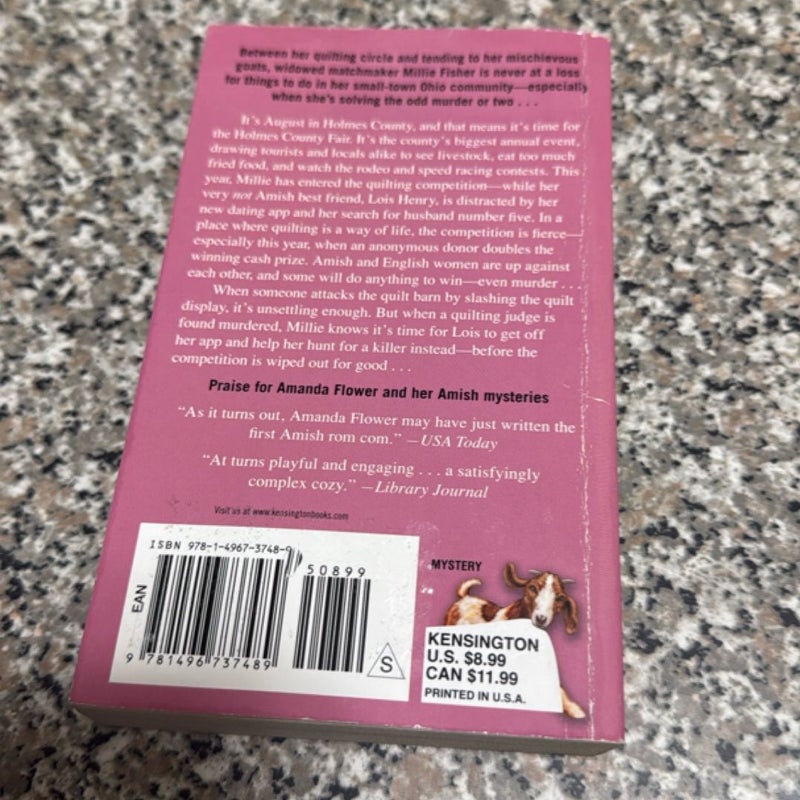 Between her quilting circle and tending to her mischievous
goats, widowed matchmaker Millie Fisher is never at a loss
for things to do in her small-town Ohio community—especially
when she's solving the odd murder or two . . .
It's August in Holmes County, and that means it's time for
the Holmes County Fair. It's the county's biggest annual event,
drawing tourists and locals alike to see livestock, eat too much
fried food, and watch the rodeo and speed racing contests. This
year, Millie has entered the quilting competition—while her
very not Amish best friend, Lois Henry, is distracted by her
new dating app and her search for husband number five. In a
place where quilting is a way of life, the competition is fierce—
especially this year, when an anonymous donor doubles the
winning cash prize. Amish and English women are up against
each other, and some will do anything to win—even murder . . .
When someone attacks the quilt barn by slashing the quilt
display, it's unsettling enough. But when a quilting judge is
found murdered, Millie knows it's time for Lois to get off
her app and help her hunt for a killer instead—before the
competition is wiped out for good . . .
Praise for Amanda Flower and her Amish mysteries
“As it turns out, Amanda Flower may have just written the
first Amish rom com.” —USA Today
“At turns playful and engaging . . . a satisfyingly
complex cozy.” —Library Journal
Visit us at www.kensingtonbooks.com
ISBN 978-1-4967-3748-9
50899
EAN
9 781496 737489
S
MYSTERY
KENSINGTON
U.S. $8.99
CAN $11.99
PRINTED IN U.S.A.